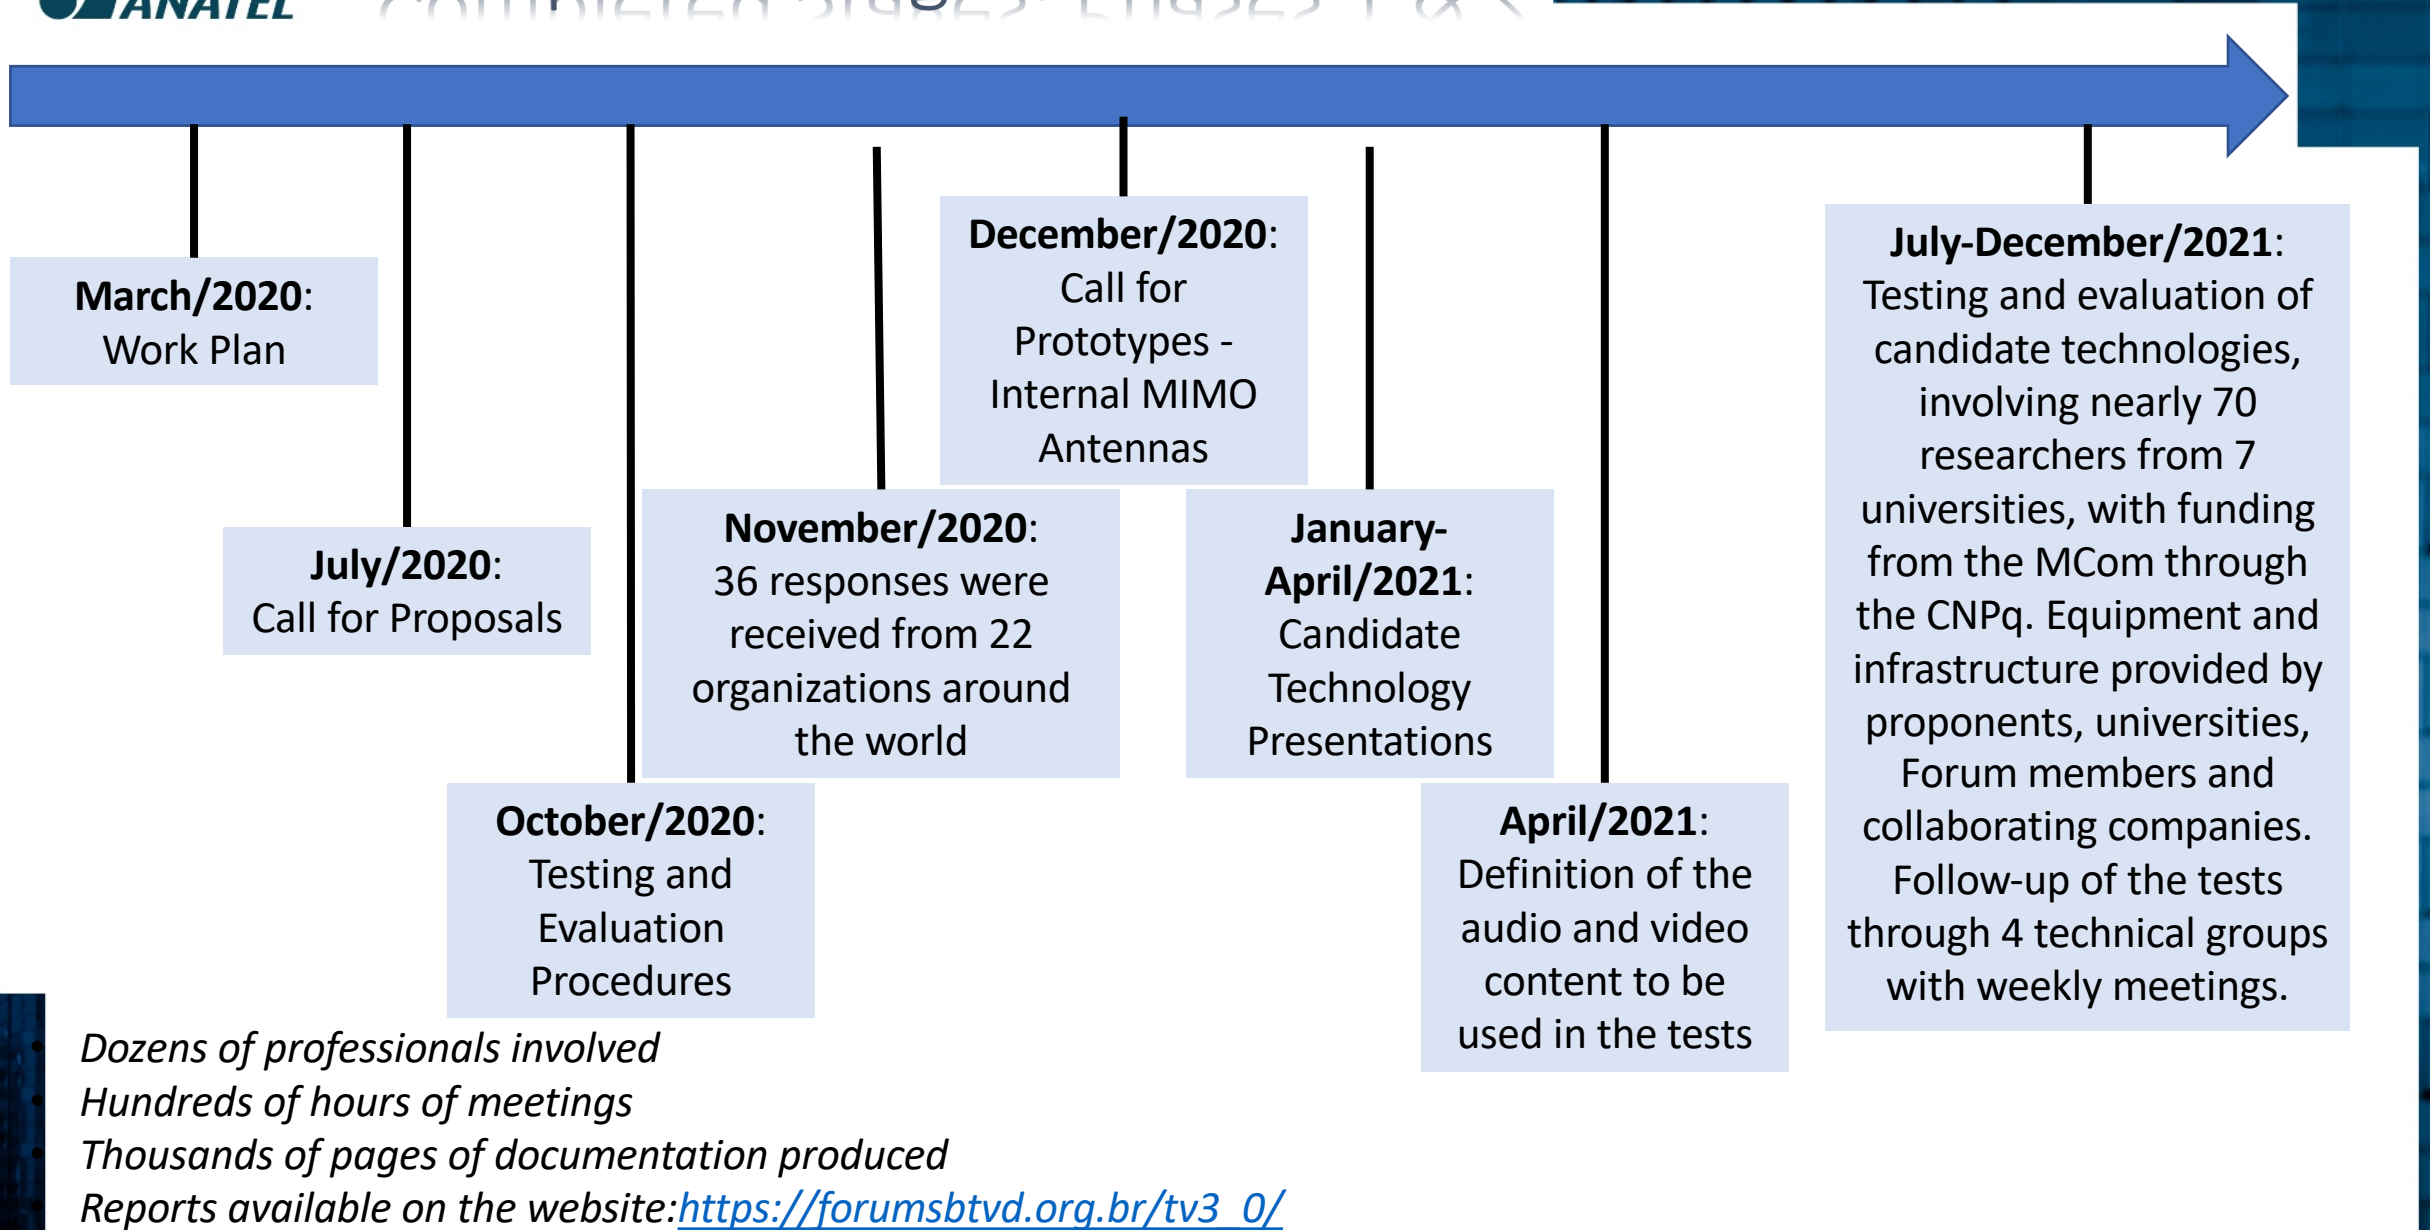 ANATEL
Completed Stages: Phases 1 & 2
March/2020:
Work Plan
July/2020:
Call for Proposals
October/2020:
Testing and
Evaluation
Procedures
November/2020:
36 responses were
received from 22
organizations around
the world
December/2020:
Call for
Prototypes -
Internal MIMO
Antennas
January-
April/2021:
Candidate
Technology
Presentations
April/2021:
Definition of the
audio and video
content to be
used in the tests
July-December/2021:
Testing and evaluation of
candidate technologies,
involving nearly 70
researchers from 7
universities, with funding
from the MCom through
the CNPq. Equipment and
infrastructure provided by
proponents, universities,
Forum members and
collaborating companies.
Follow-up of the tests
through 4 technical groups
with weekly meetings.
• Dozens of professionals involved
• Hundreds of hours of meetings
• Thousands of pages of documentation produced
• Reports available on the website:https://forumsbtvd.org.br/tv3_0/